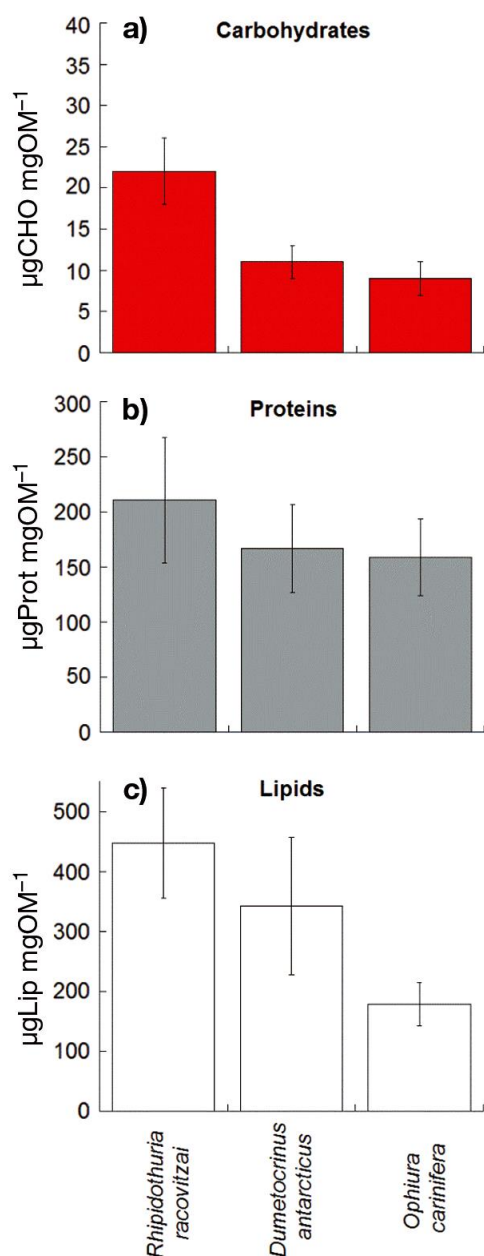 a) Carbohydrates
40
35
30
25
20
15
10
5
0
µgCHO mgOM⁻¹
b) Proteins
300
250
200
150
100
50
0
µgProt mgOM⁻¹
c) Lipids
500
400
300
200
100
0
µgLip mgOM⁻¹
Rhipidothuria
racovitzai
Dumetocrinus
antarcticus
Ophiura
carinifera